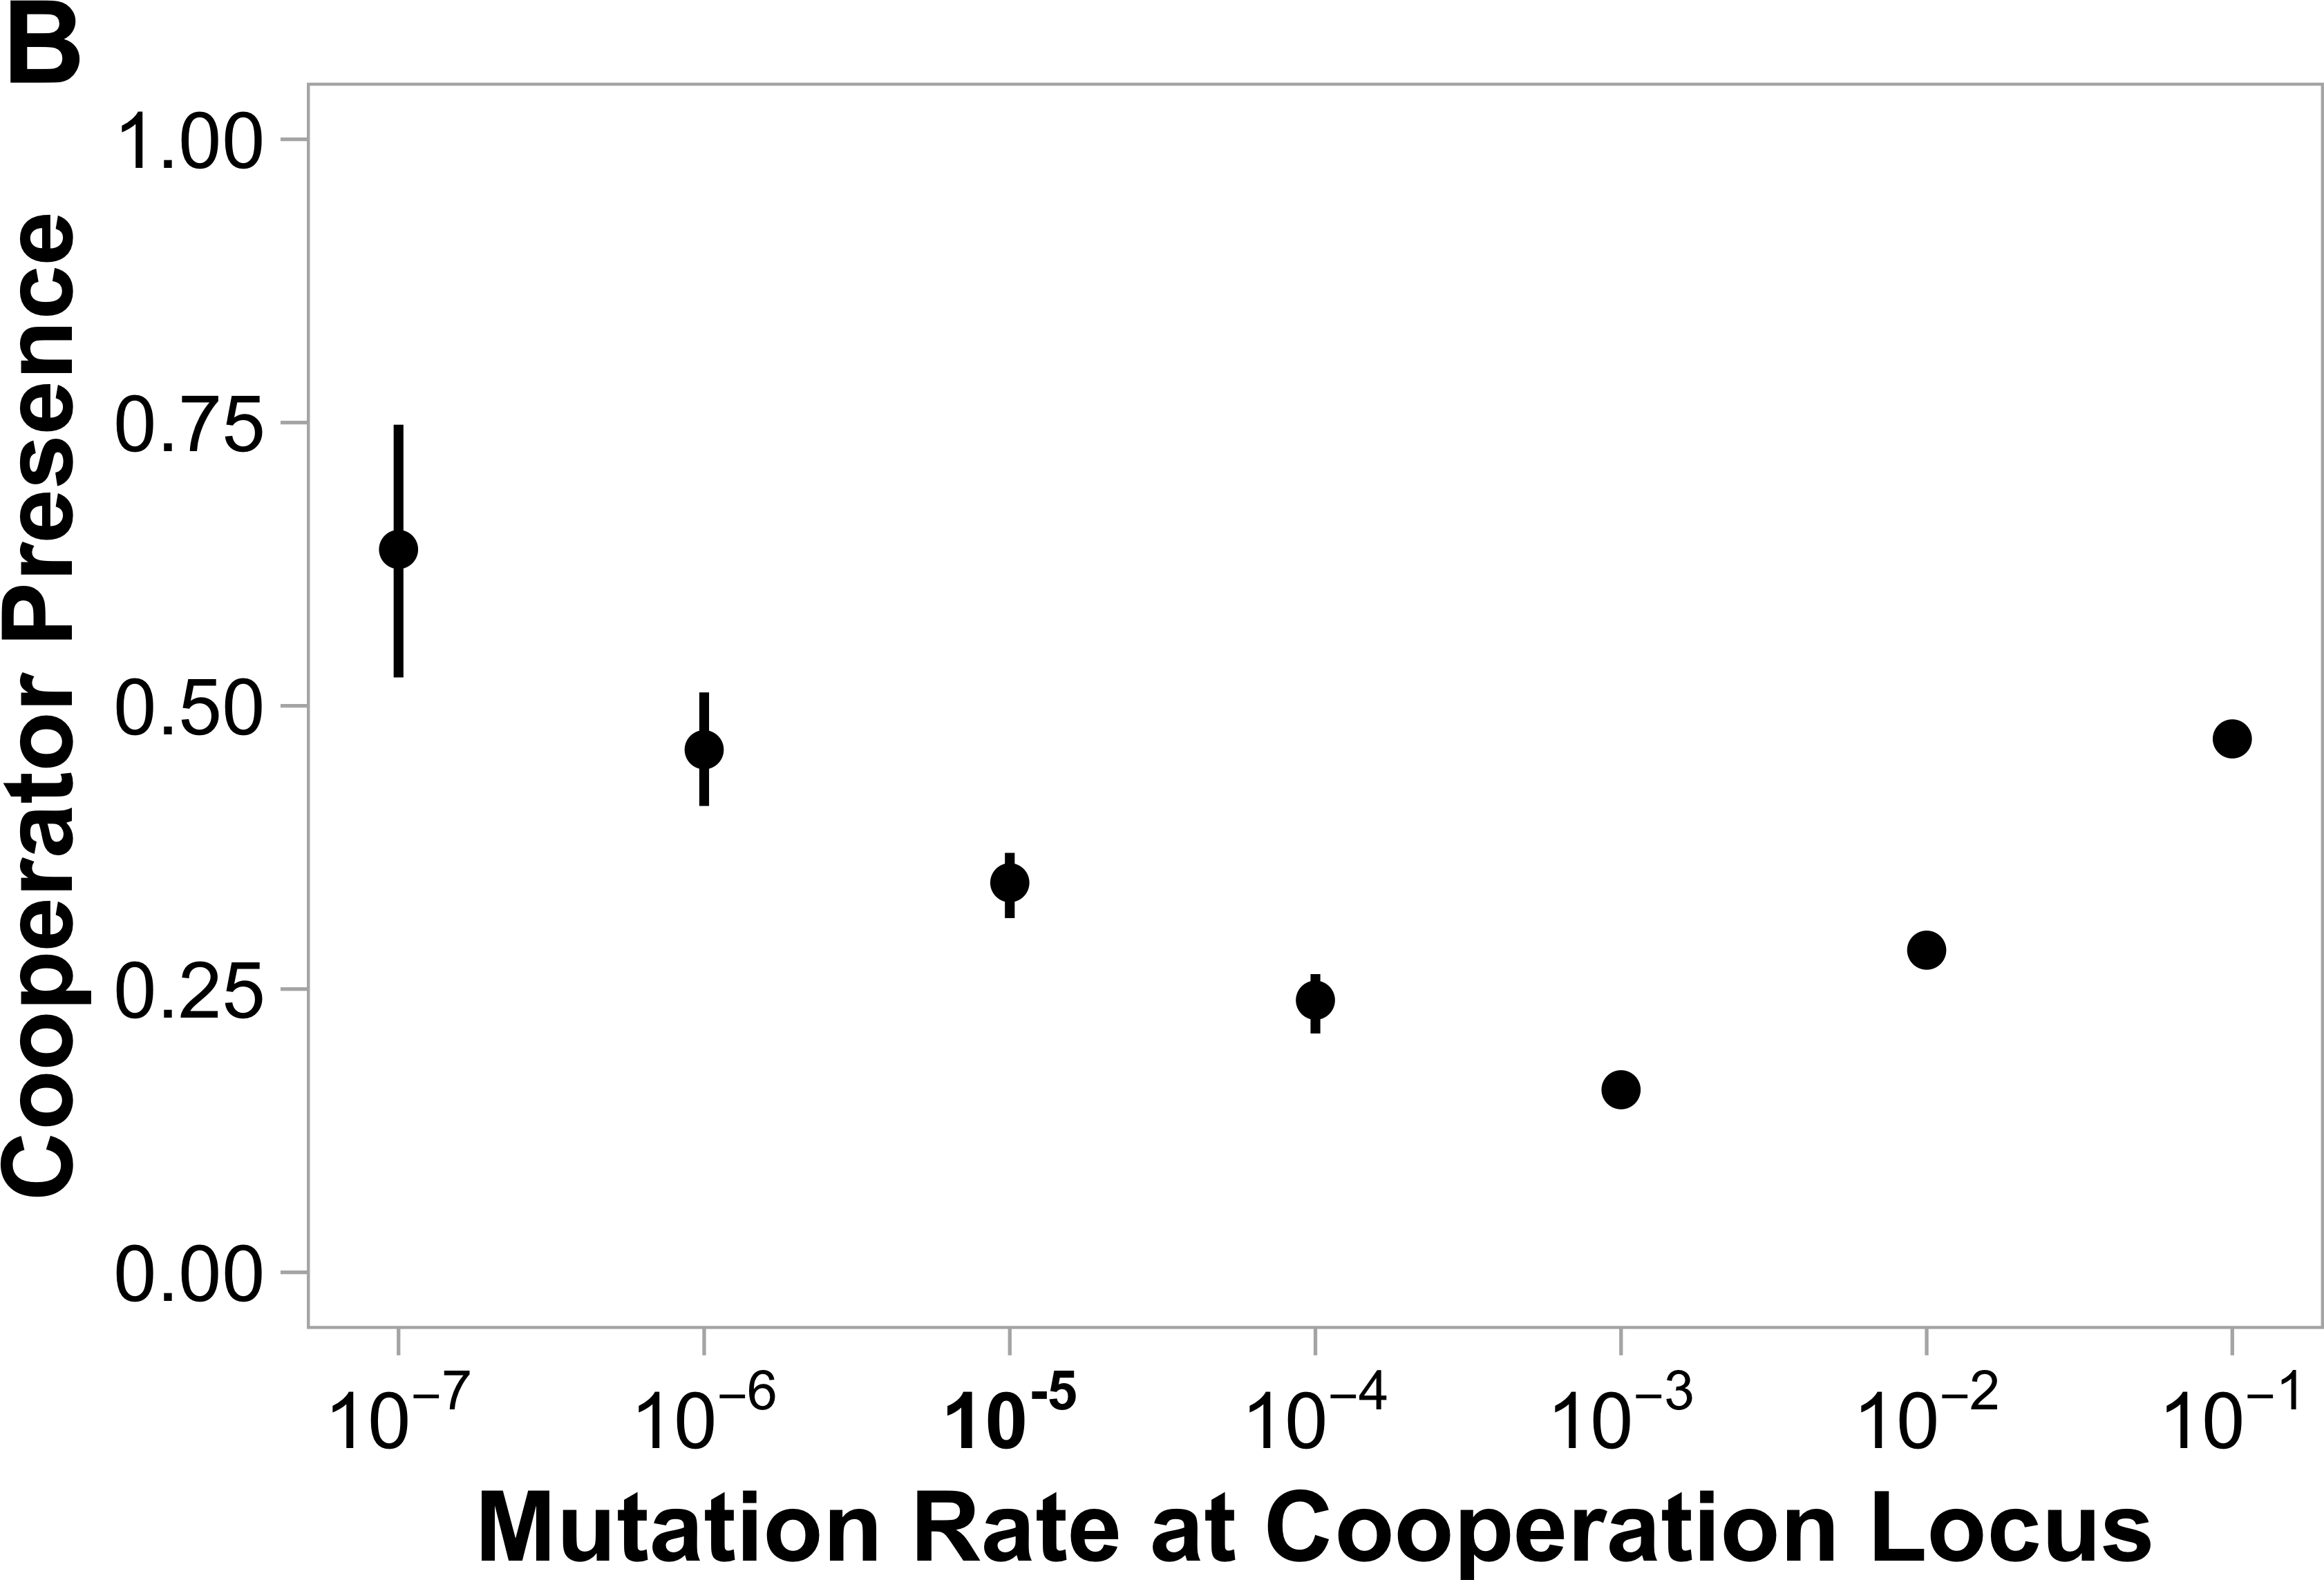 B
Cooperator Presence
1.00
0.75
0.50
0.25
0.00
10⁻⁷ 10⁻⁶ 10⁻⁵ 10⁻⁴ 10⁻³ 10⁻² 10⁻¹
Mutation Rate at Cooperation Locus